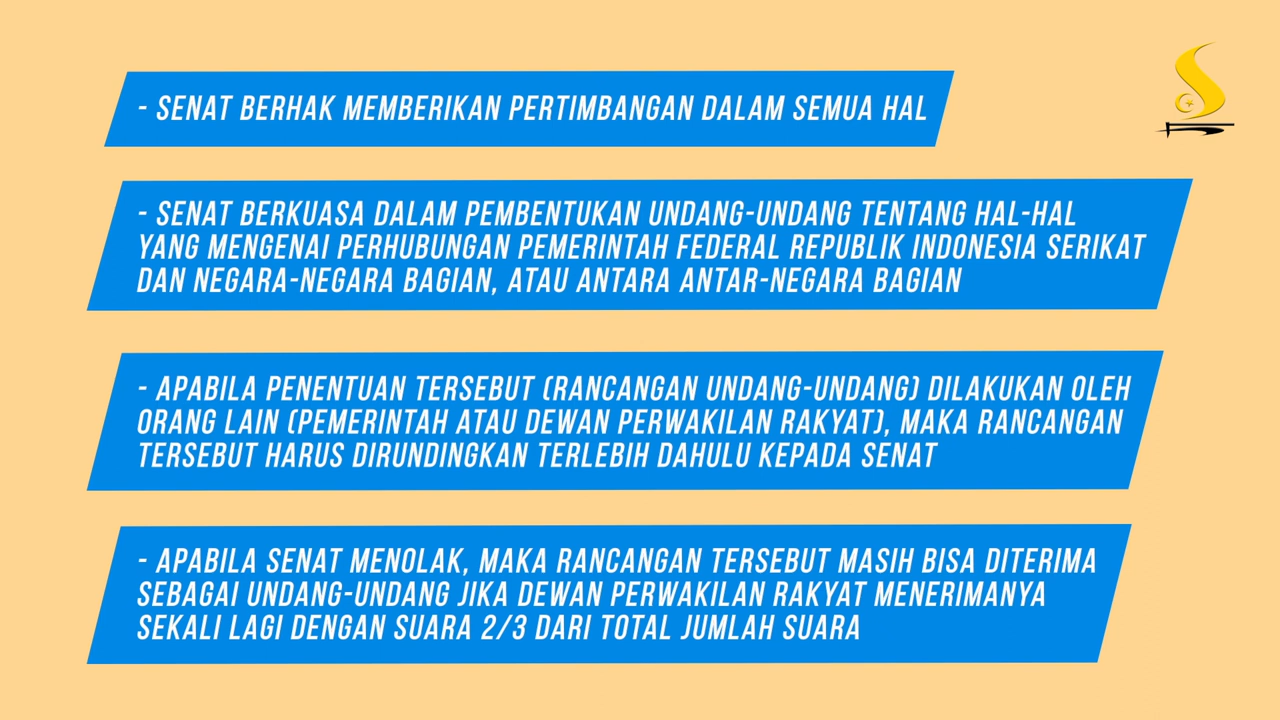 - SENAT BERHAK MEMBERIKAN PERTIMBANGAN DALAM SEMUA HAL
- SENAT BERKUASA DALAM PEMBENTUKAN UNDANG-UNDANG TENTANG HAL-HAL
YANG MENGENAI PERHUBUNGAN PEMERINTAH FEDERAL REPUBLIK INDONESIA SERIKAT
DAN NEGARA-NEGARA BAGIAN, ATAU ANTARA ANTAR-NEGARA BAGIAN
- APABILA PENENTUAN TERSEBUT (RANCANGAN UNDANG-UNDANG) DILAKUKAN OLEH
ORANG LAIN (PEMERINTAH ATAU DEWAN PERWAKILAN RAKYAT), MAKA RANCANGAN
TERSEBUT HARUS DIRUNDINGKAN TERLEBIH DAHULU KEPADA SENAT
- APABILA SENAT MENOLAK, MAKA RANCANGAN TERSEBUT MASIH BISA DITERIMA
SEBAGAI UNDANG-UNDANG JIKA DEWAN PERWAKILAN RAKYAT MENERIMANYA
SEKALI LAGI DENGAN SUARA 2/3 DARI TOTAL JUMLAH SUARA